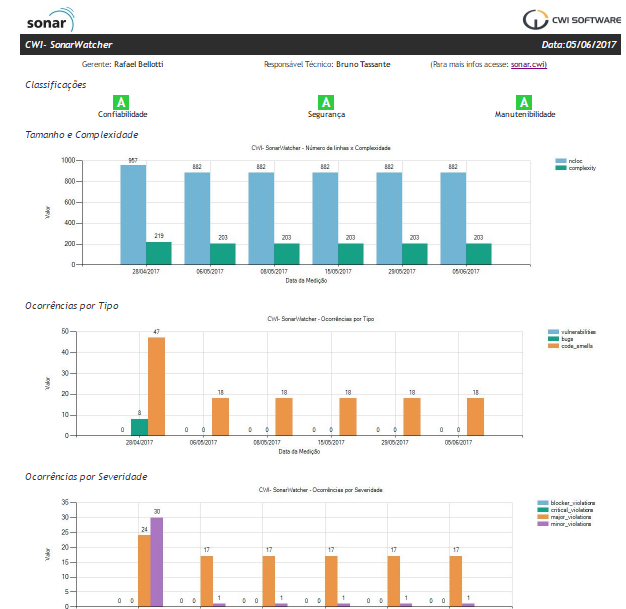 sonar
CWI SOFTWARE
CWI- SonarWatcher Data:05/06/2017
Gerente: Rafael Bellotti Responsável Técnico: Bruno Tassante (Para mais infos acesse: sonar.cwi)
Classificações
A A A
Confiabilidade Segurança Manutenibilidade
Tamanho e Complexidade
CWI- SonarWatcher - Número de linhas x Complexidade
ncloc
complexity
Valor
1000
800
600
400
200
0
957 882 882 882 882 882
219 203 203 203 203 203
28/04/2017 06/05/2017 08/05/2017 15/05/2017 29/05/2017 05/06/2017
Data da Medição
Ocorrências por Tipo
CWI- SonarWatcher - Ocorrências por Tipo
vulnerabilities
bugs
code_smells
Valor
50
40
30
20
10
0
0 8 47 0 0 18 0 0 18 0 0 18 0 0 18 0 0 18
28/04/2017 06/05/2017 08/05/2017 15/05/2017 29/05/2017 05/06/2017
Data da Medição
Ocorrências por Severidade
CWI- SonarWatcher - Ocorrências por Severidade
blocker_violations
critical_violations
major_violations
minor_violations
Valor
35
30
25
20
15
10
5
0
0 0 24 30 0 0 17 1 0 0 17 1 0 0 17 1 0 0 17 1 0 0 17 1